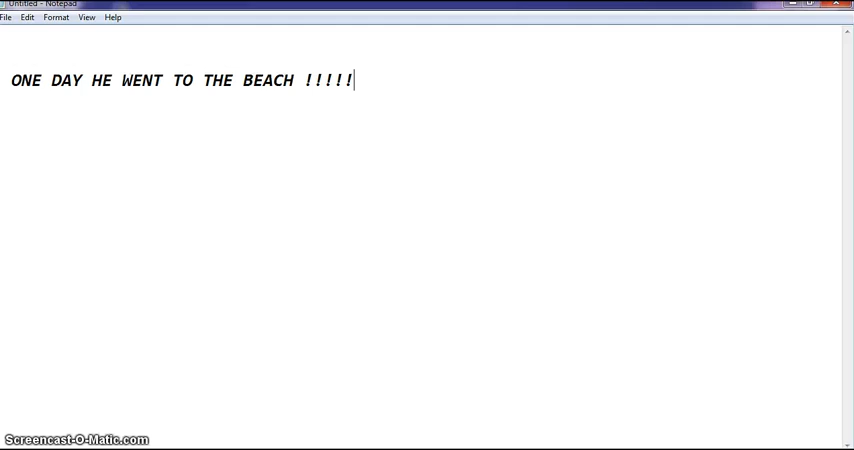 Untitled - Notepad
File Edit Format View Help
ONE DAY HE WENT TO THE BEACH !!!!!
Screencast-O-Matic.com